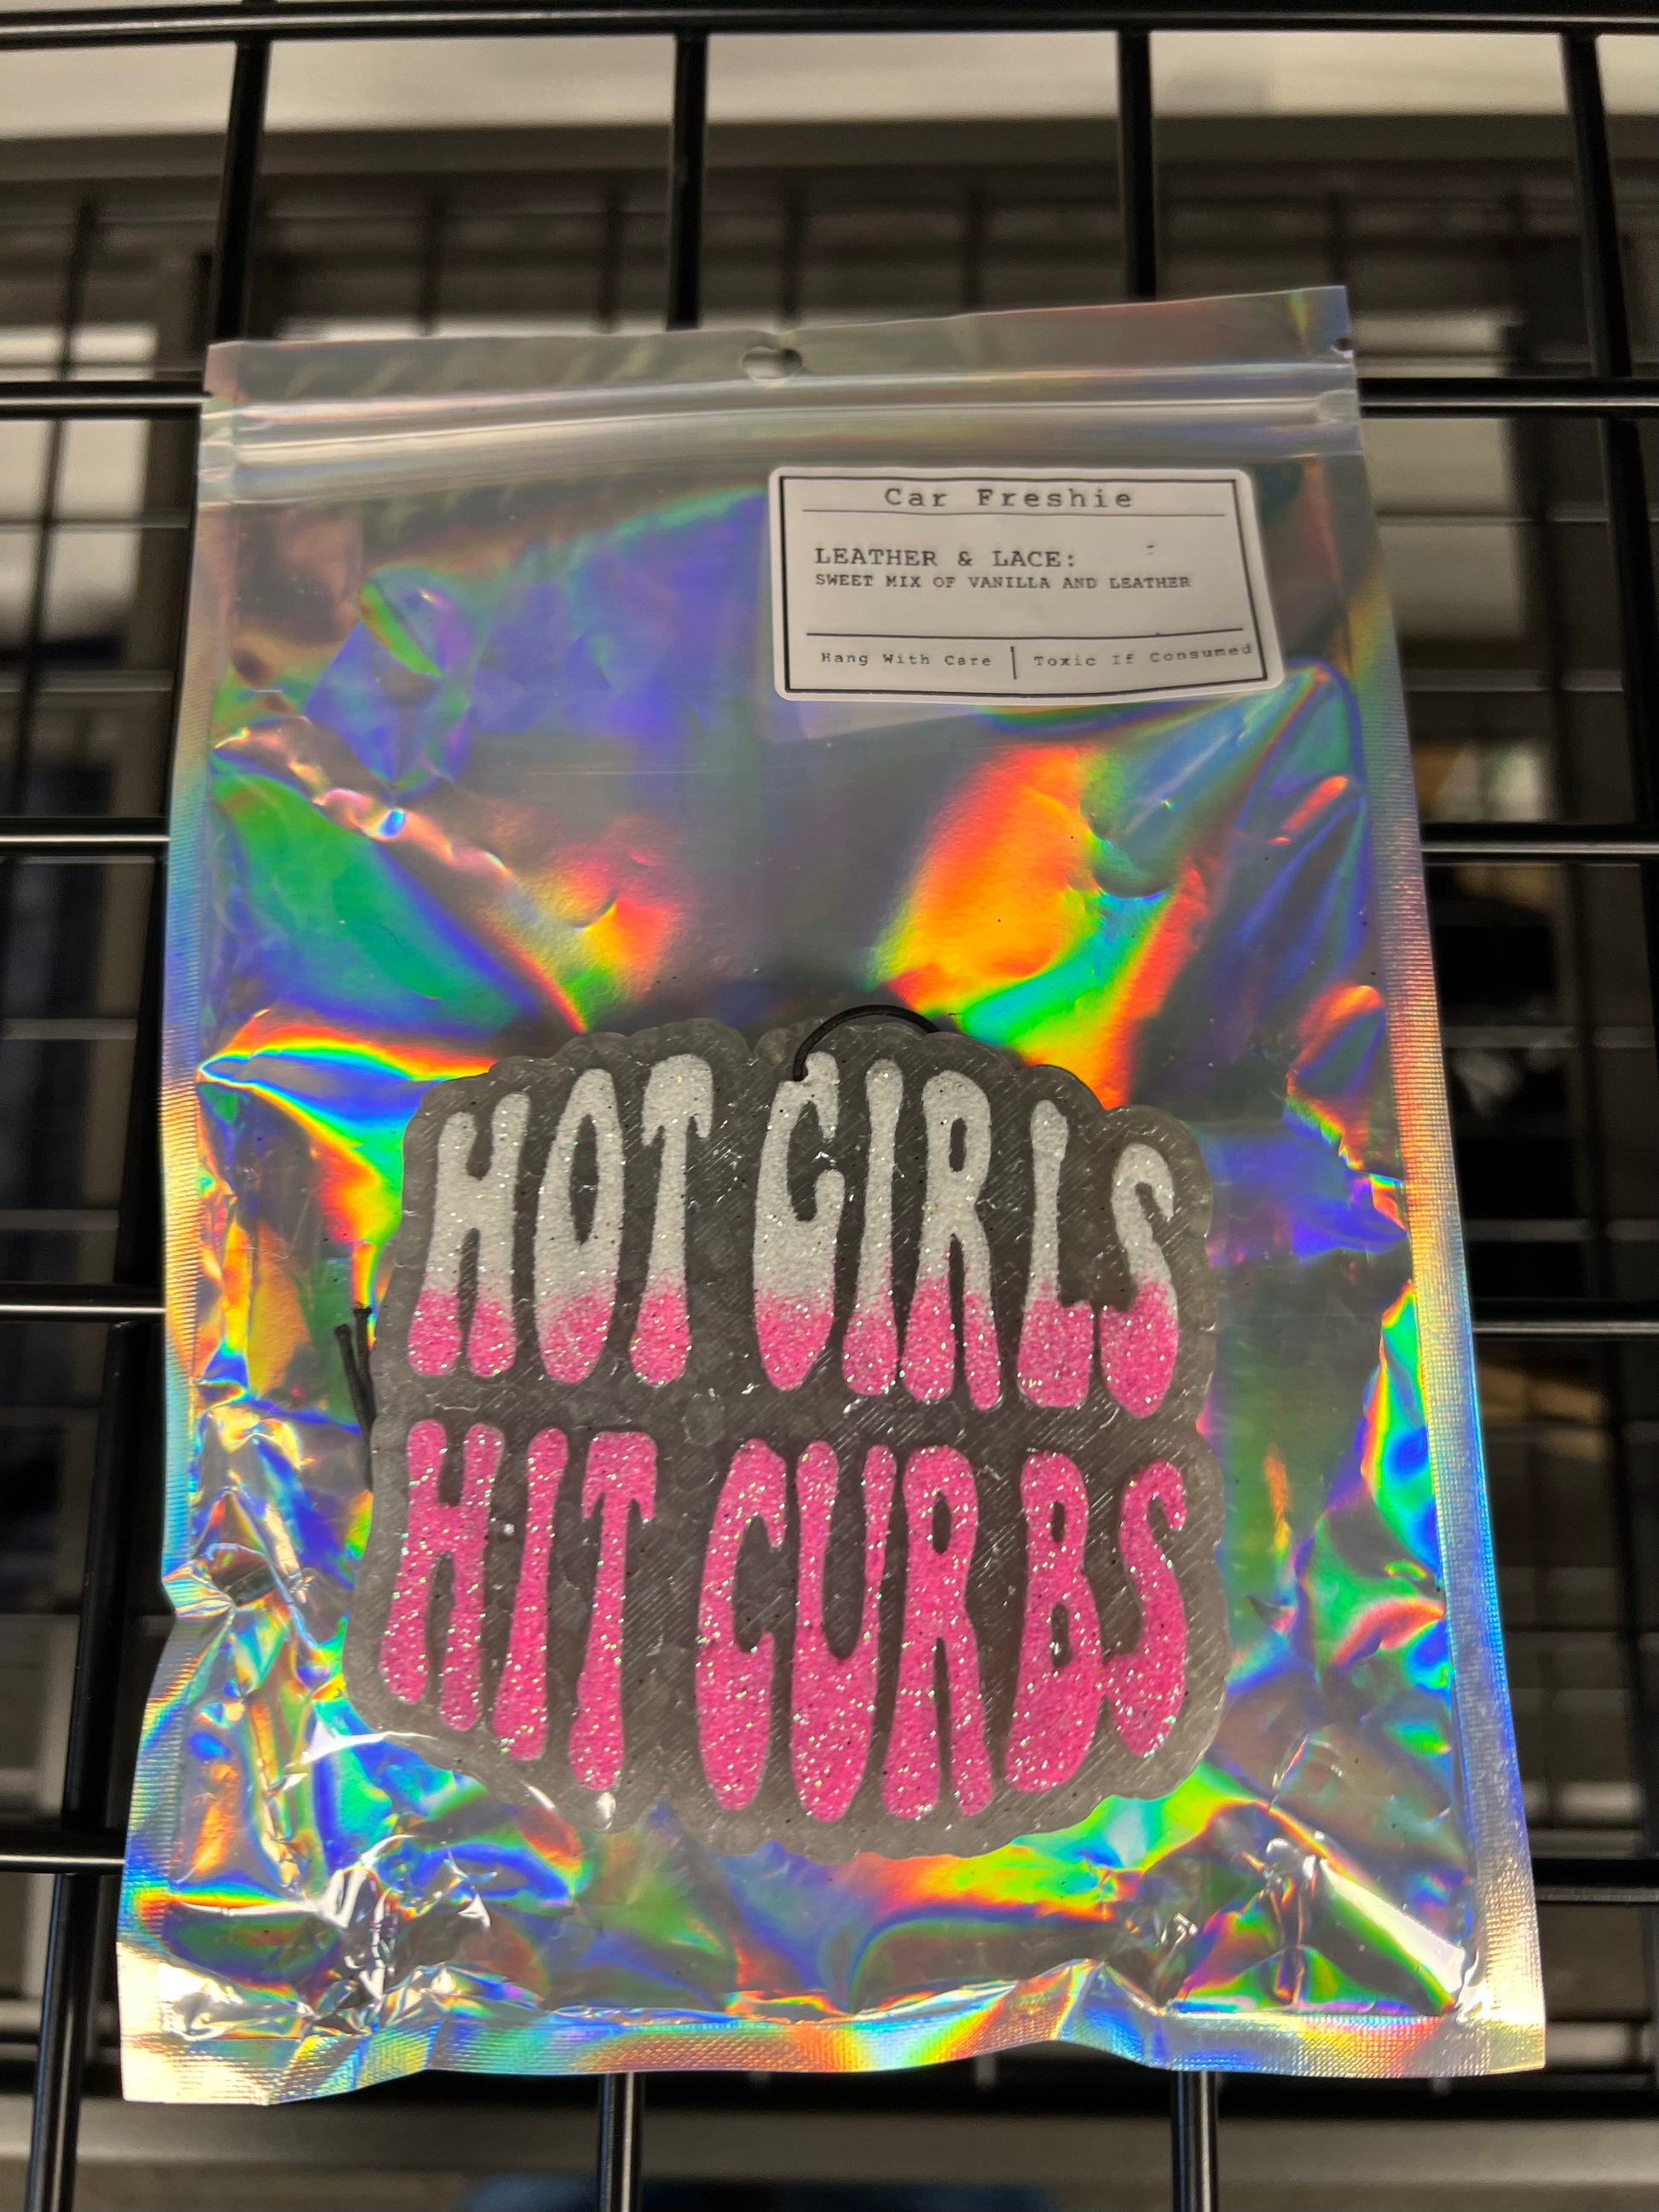 Car Freshie
LEATHER & LACE:
SWEET MIX OF VANILLA AND LEATHER
Hang With Care | Toxic If Consumed
HOT GIRLS
HIT CURBS